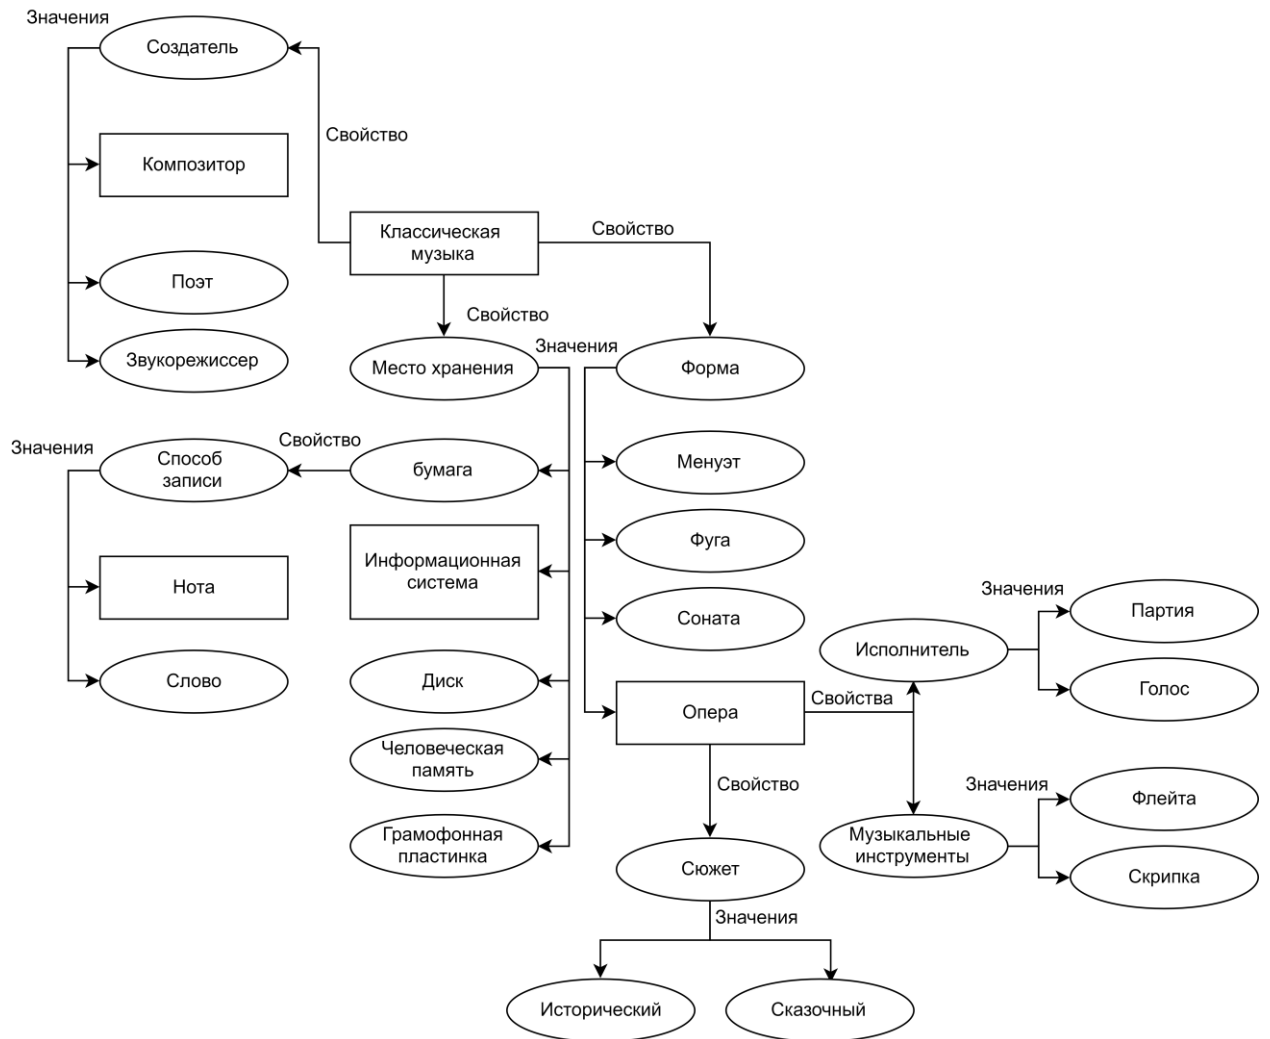 Значения
Создатель
Свойство
Композитор
Классическая
музыка
Свойство
Поэт
Свойство
Звукорежиссер
Место хранения
Значения
Форма
Значения
Способ
записи
Свойство
бумага
Менуэт
Информационная
система
Фуга
Нота
Соната
Значения
Партия
Исполнитель
Слово
Диск
Опера
Свойства
Голос
Человеческая
память
Свойство
Значения
Флейта
Грамофонная
пластинка
Музыкальные
инструменты
Сюжет
Скрипка
Значения
Исторический
Сказочный